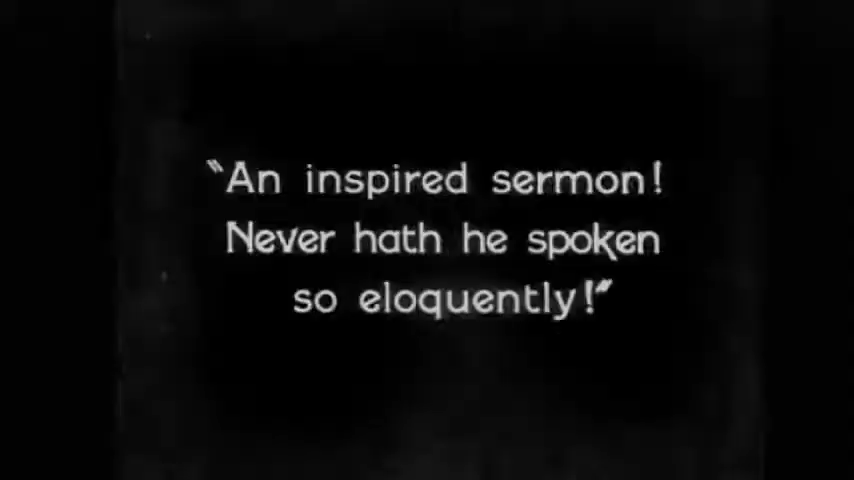 "An inspired sermon!
Never hath he spoken
so eloquently!"